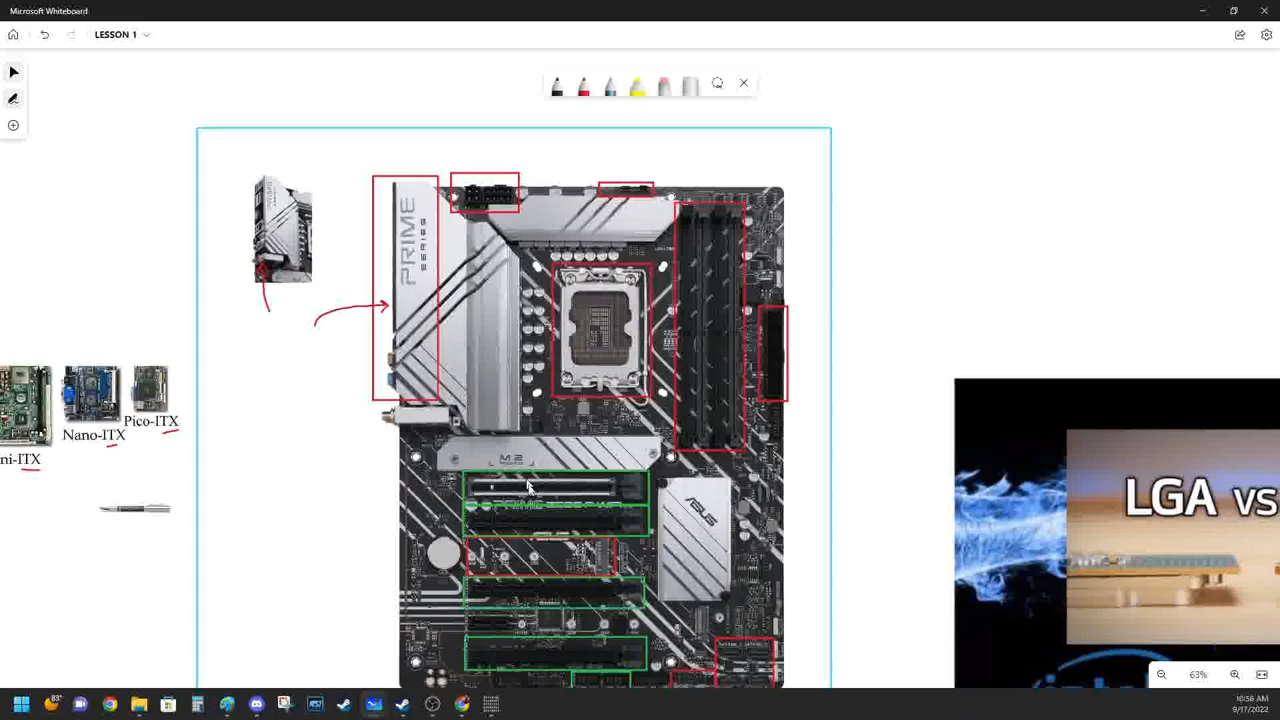 Microsoft Whiteboard
LESSON 1
PRIME
SERIES
M.2
ASUS
Pico-ITX
Nano-ITX
ni-ITX
LGA vs
63%
10:58 AM
9/17/2022